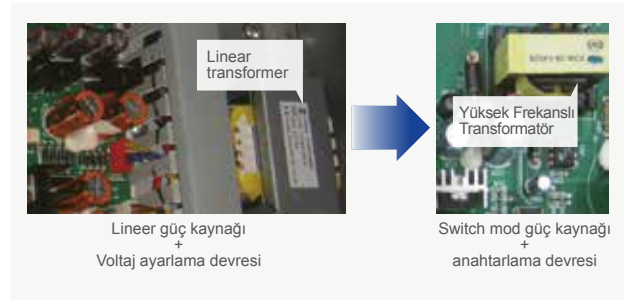 Linear
transformer
Yüksek Frekanslı
Transformatör
Lineer güç kaynağı
+
Voltaj ayarlama devresi
Switch mod güç kaynağı
+
anahtarlama devresi